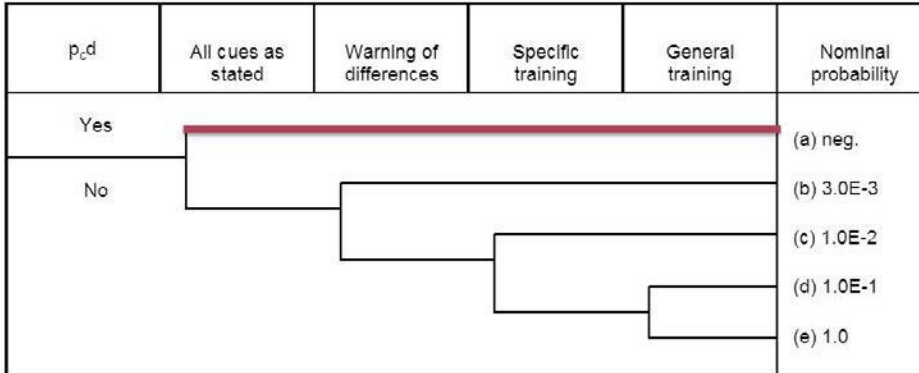 p꜀d
All cues as
stated
Warning of
differences
Specific
training
General
training
Nominal
probability
Yes
No
(a) neg.
(b) 3.0E-3
(c) 1.0E-2
(d) 1.0E-1
(e) 1.0